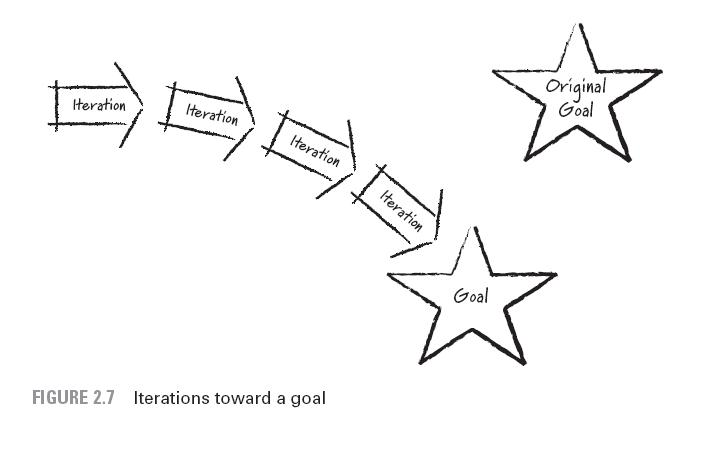 Iteration
Iteration
Iteration
Iteration
Original
Goal
Goal
FIGURE 2.7 Iterations toward a goal